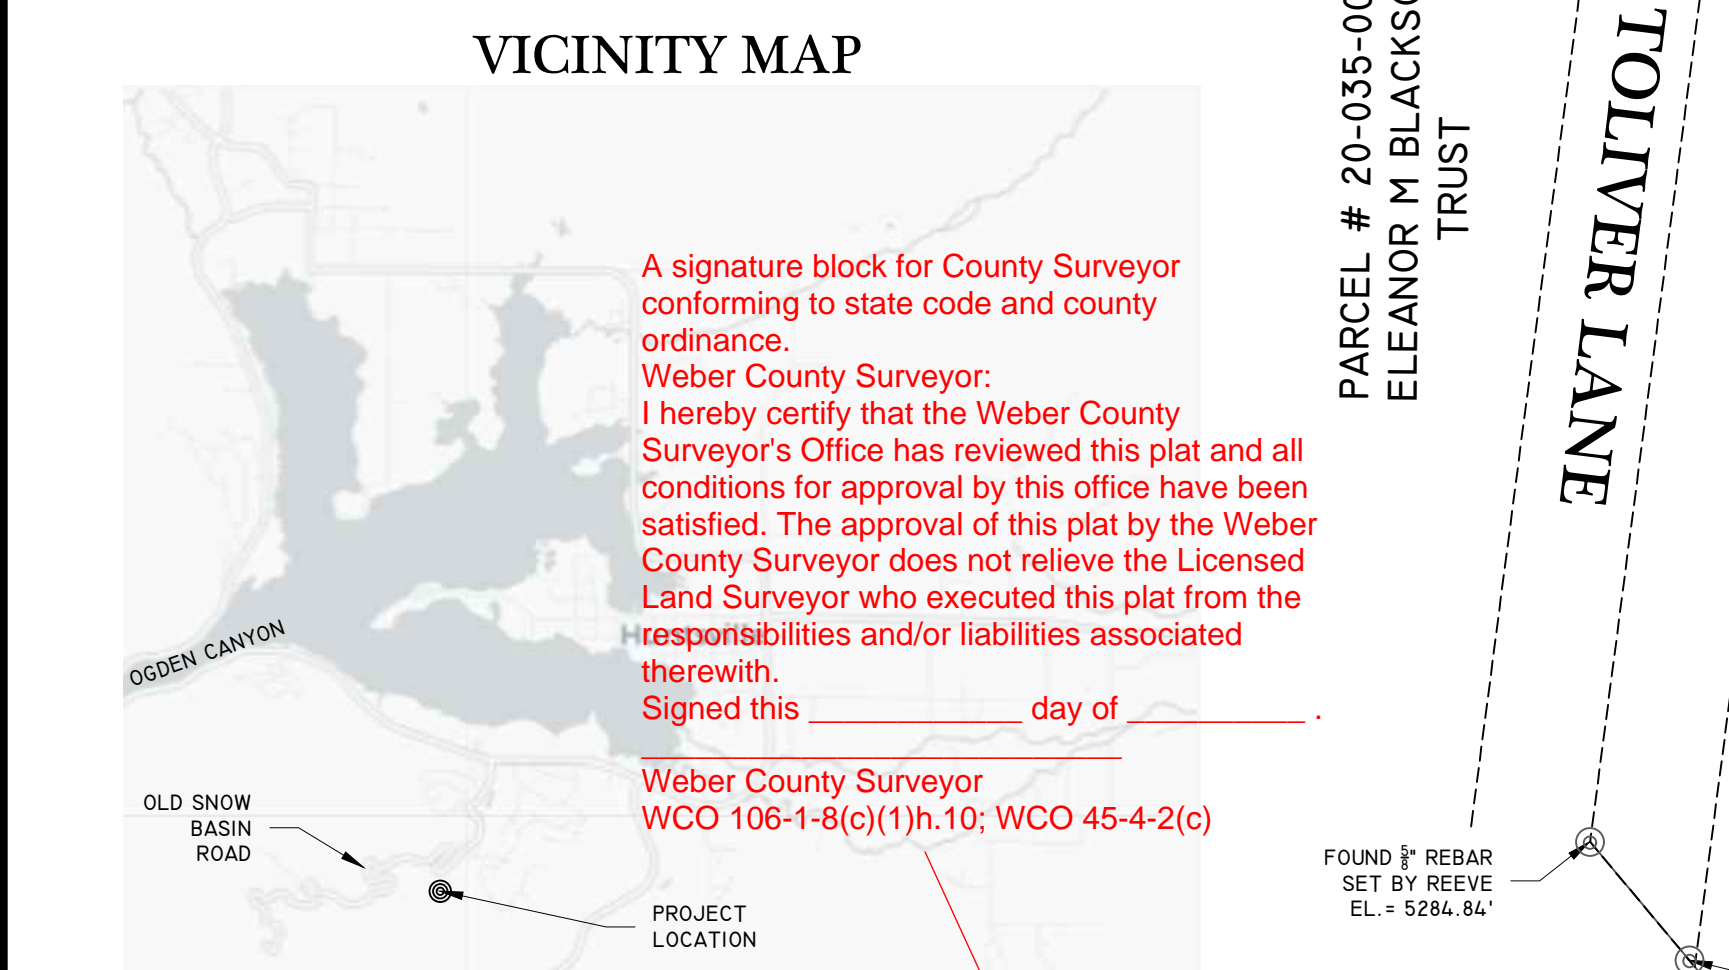 VICINITY MAP
A signature block for County Surveyor
conforming to state code and county
ordinance.
Weber County Surveyor:
I hereby certify that the Weber County
Surveyor's Office has reviewed this plat and all
conditions for approval by this office have been
satisfied. The approval of this plat by the Weber
County Surveyor does not relieve the Licensed
Land Surveyor who executed this plat from the
responsibilities and/or liabilities associated
therewith.
Signed this ____________ day of __________ .
___________________________
Weber County Surveyor
WCO 106-1-8(c)(1)h.10; WCO 45-4-2(c)
Huntsville
OGDEN CANYON
OLD SNOW
BASIN
ROAD
PROJECT
LOCATION
PARCEL # 20-035-00
ELEANOR M
TRUST
TOLIVER LANE
FOUND 5/8" REBAR
SET BY REEVE
EL.= 5284.84'